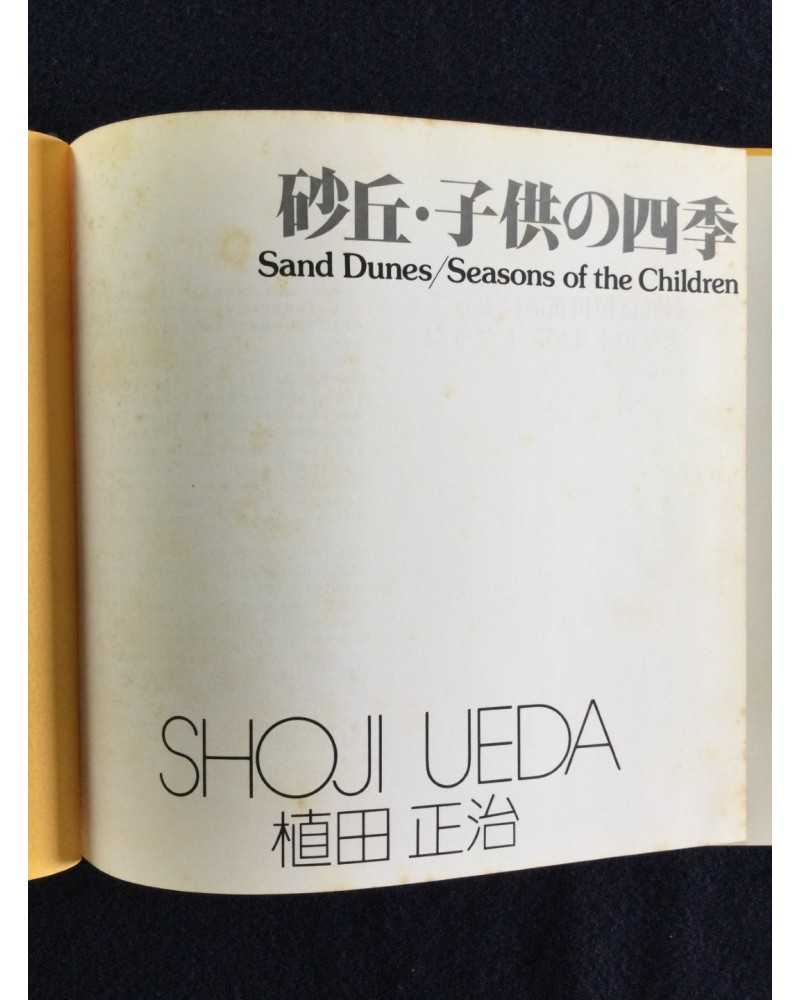 砂丘・子供の四季
Sand Dunes/Seasons of the Children
SHOJI UEDA
植田 正治